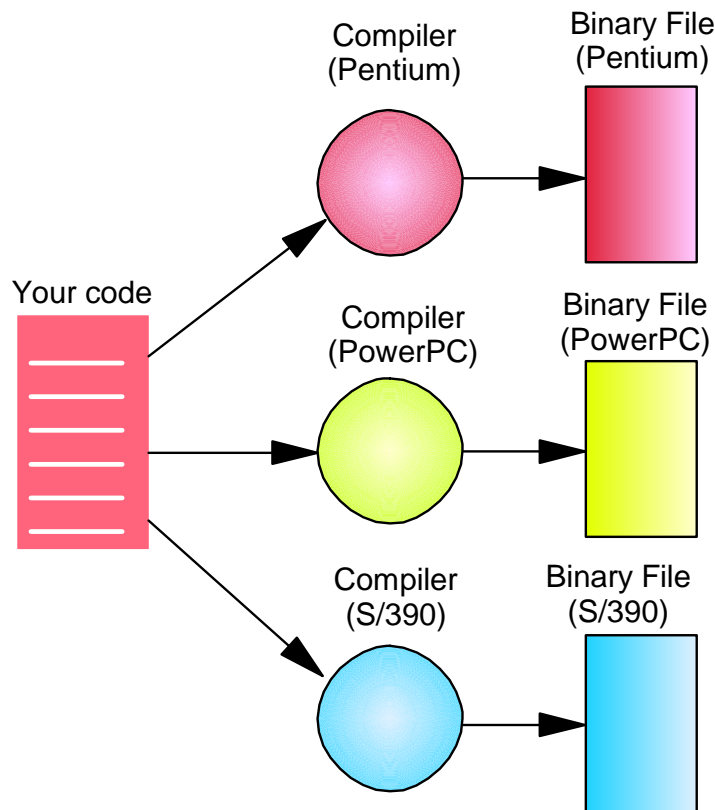 Compiler
(Pentium)
Binary File
(Pentium)
Your code
Compiler
(PowerPC)
Binary File
(PowerPC)
Compiler
(S/390)
Binary File
(S/390)